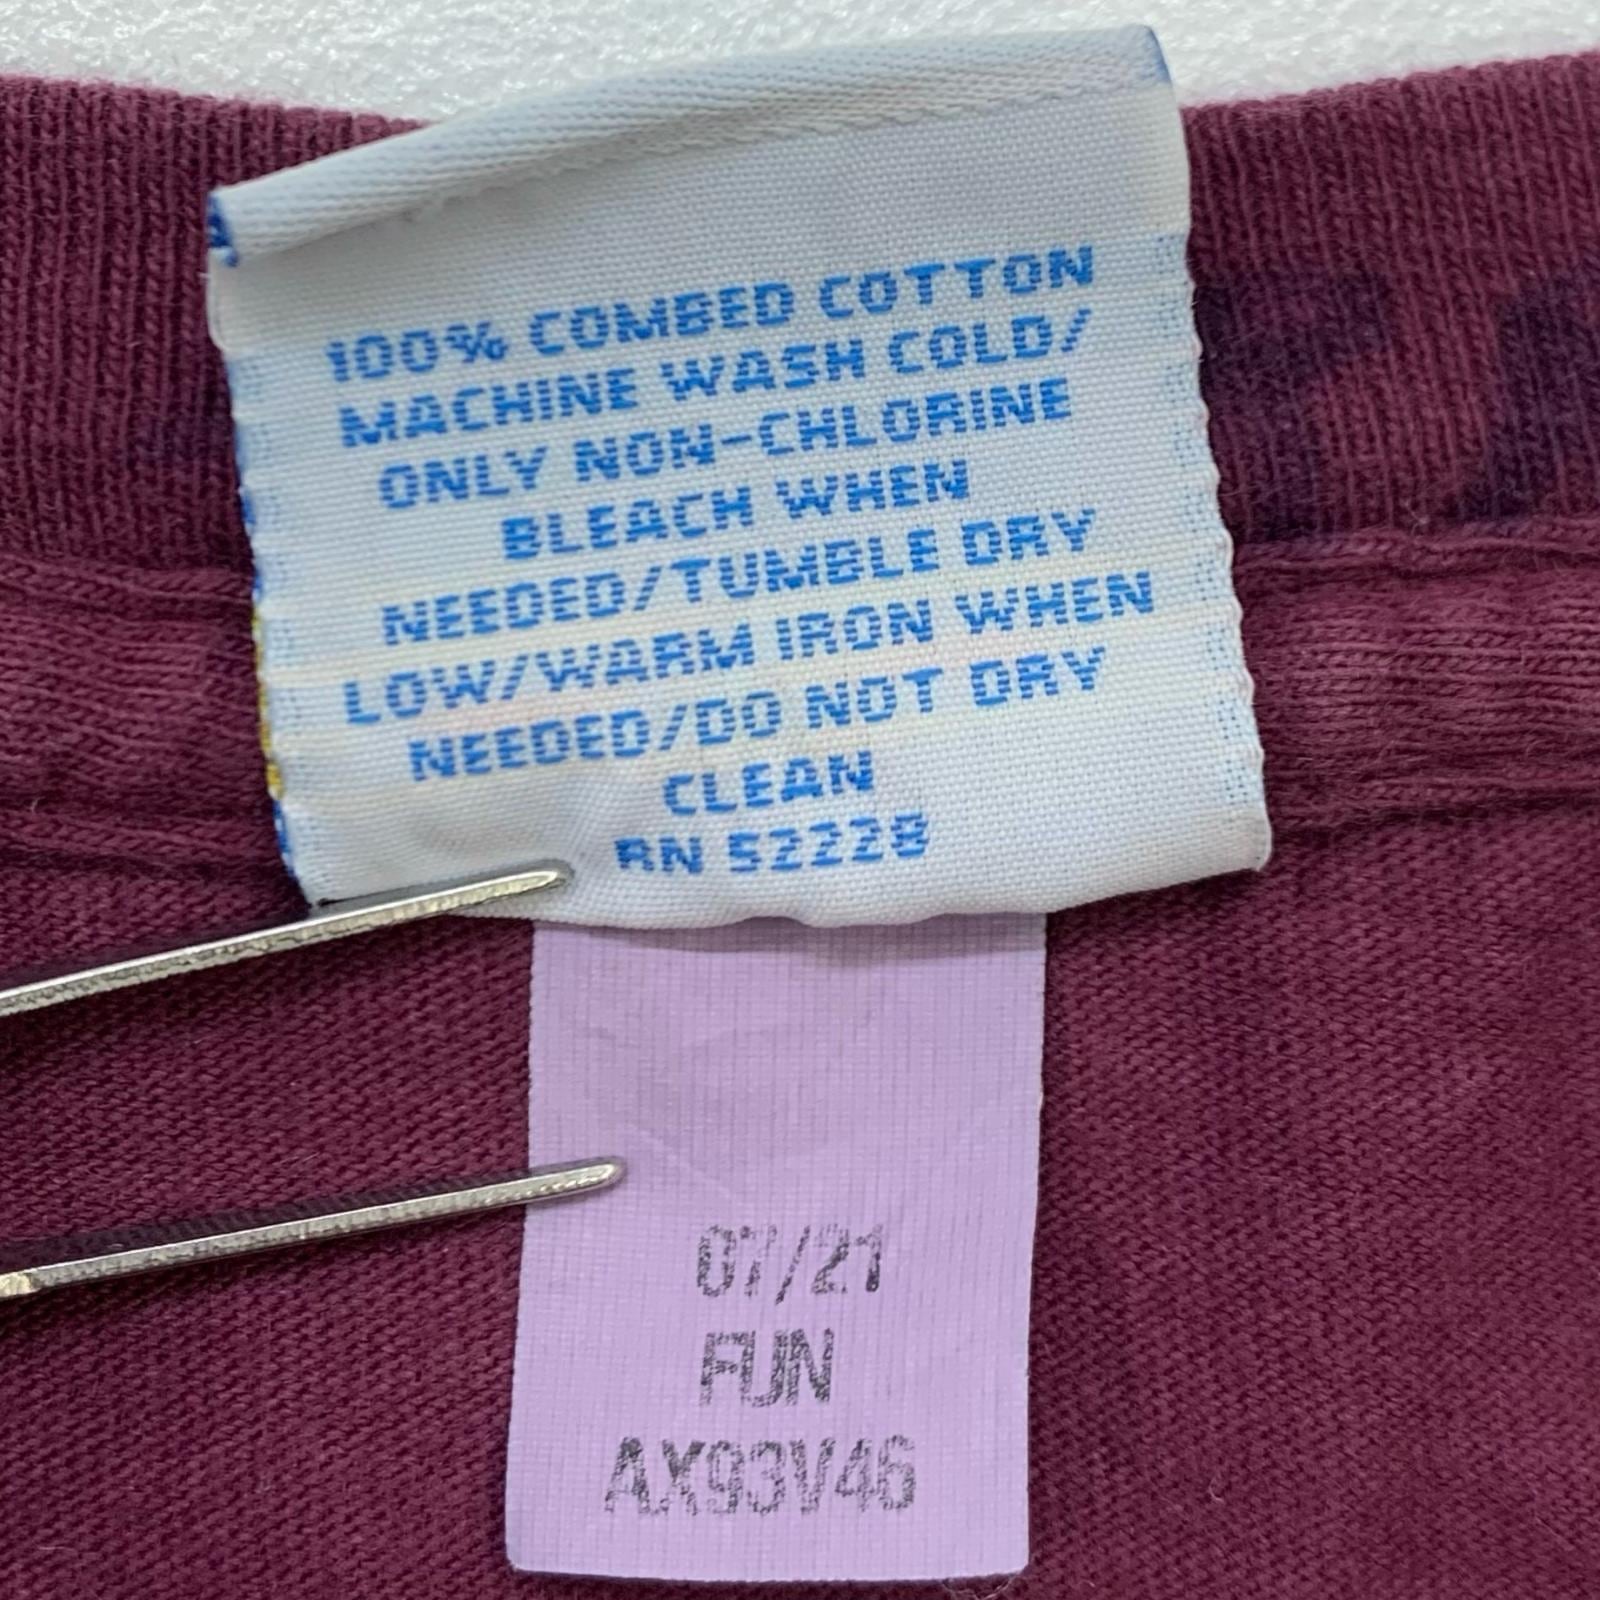 100% COMBED COTTON
MACHINE WASH COLD/
ONLY NON-CHLORINE
BLEACH WHEN
NEEDED/TUMBLE DRY
LOW/WARM IRON WHEN
NEEDED/DO NOT DRY
CLEAN
RN 52228
07/21
FUN
AX93V46